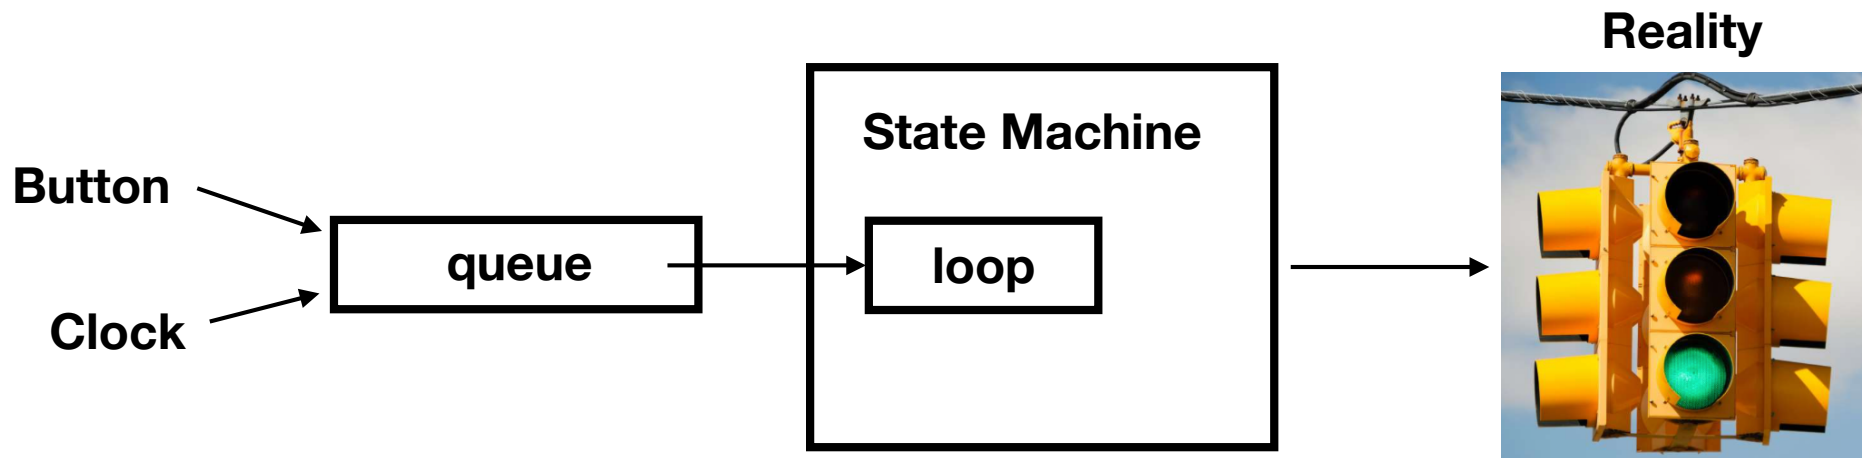 Reality
State Machine
Button
queue
loop
Clock